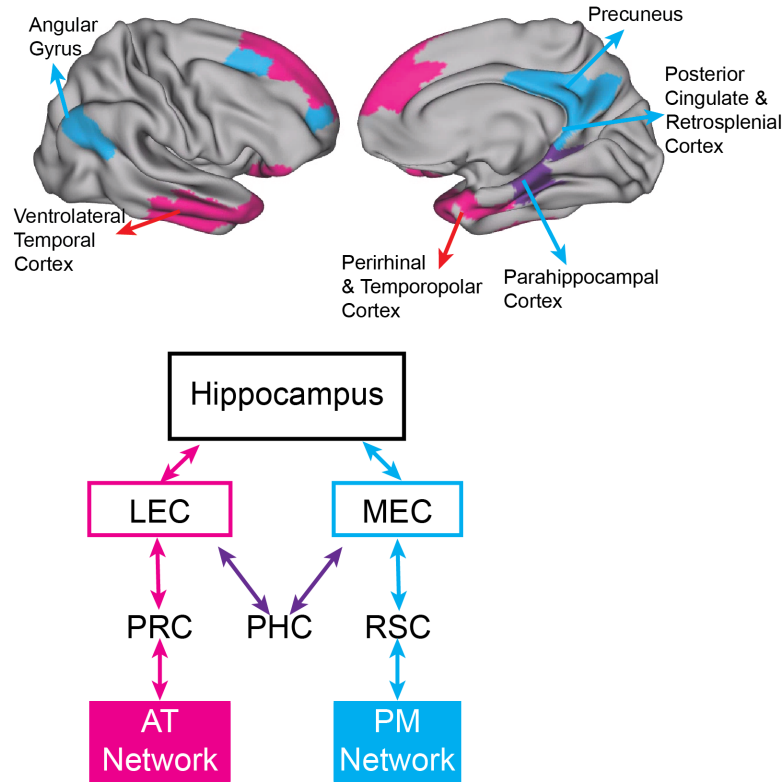 Angular
Gyrus
Precuneus
Posterior
Cingulate &
Retrosplenial
Cortex
Ventrolateral
Temporal
Cortex
Perirhinal
& Temporopolar
Cortex
Parahippocampal
Cortex
Hippocampus
LEC
MEC
PRC
PHC
RSC
AT
Network
PM
Network